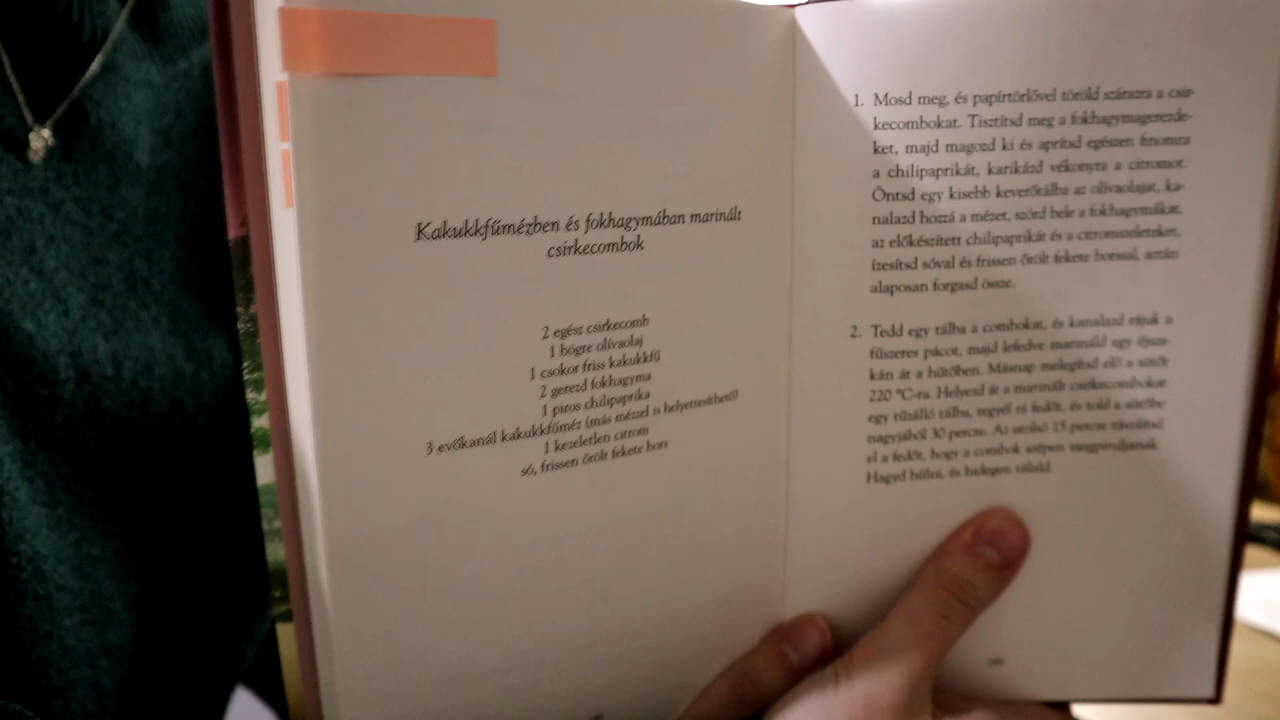 Kakukkfűmézben és fokhagymában marinált
csirkecombok
2 egész csirkecomb
1 bögre olívaolaj
1 csokor friss kakukkfű
2 gerezd fokhagyma
1 piros chilipaprika
3 evőkanál kakukkfűméz (más mézzel is helyettesíthető)
1 kezeletlen citrom
só, frissen őrölt fekete bors
1. Mosd meg, és papírtörlővel töröld szárazra a csir-
kecombokat. Tisztítsd meg a fokhagymagerezde-
ket, majd magozd ki és aprítsd egészen finomra
a chilipaprikát, karikázd vékonyra a citromot.
Öntsd egy kisebb keverőtálba az olívaolajat, ka-
nalazd hozzá a mézet, szórd bele a fokhagymákat,
az előkészített chilipaprikát és a citromszeleteket,
ízesítsd sóval és frissen őrölt fekete borssal, aztán
alaposan forgasd össze.
2. Tedd egy tálba a combokat, és kanalazd rájuk a
fűszeres pácot, majd lefedve marináld egy éjsza-
kán át a hűtőben. Másnap melegítsd elő a sütőt
220 °C-ra. Helyezd át a marinált csirkecombokat
egy tűzálló tálba, tegyél rá fedőt, és told a sütőbe
nagyjából 30 percre. Az utolsó 15 percre távolítsd
el a fedőt, hogy a combok szépen megpiruljanak.
Hagyd hűlni, és hidegen tálald.